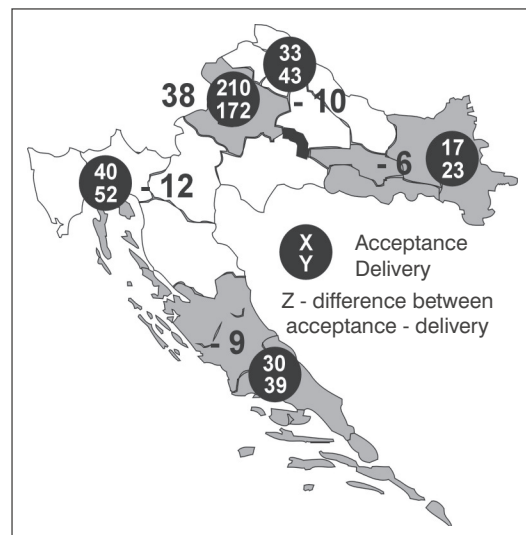 33
43
- 10
38
210
172
17
23
- 6
40
52
- 12
X
Y
Acceptance
Delivery
Z - difference between
acceptance - delivery
- 9
30
39